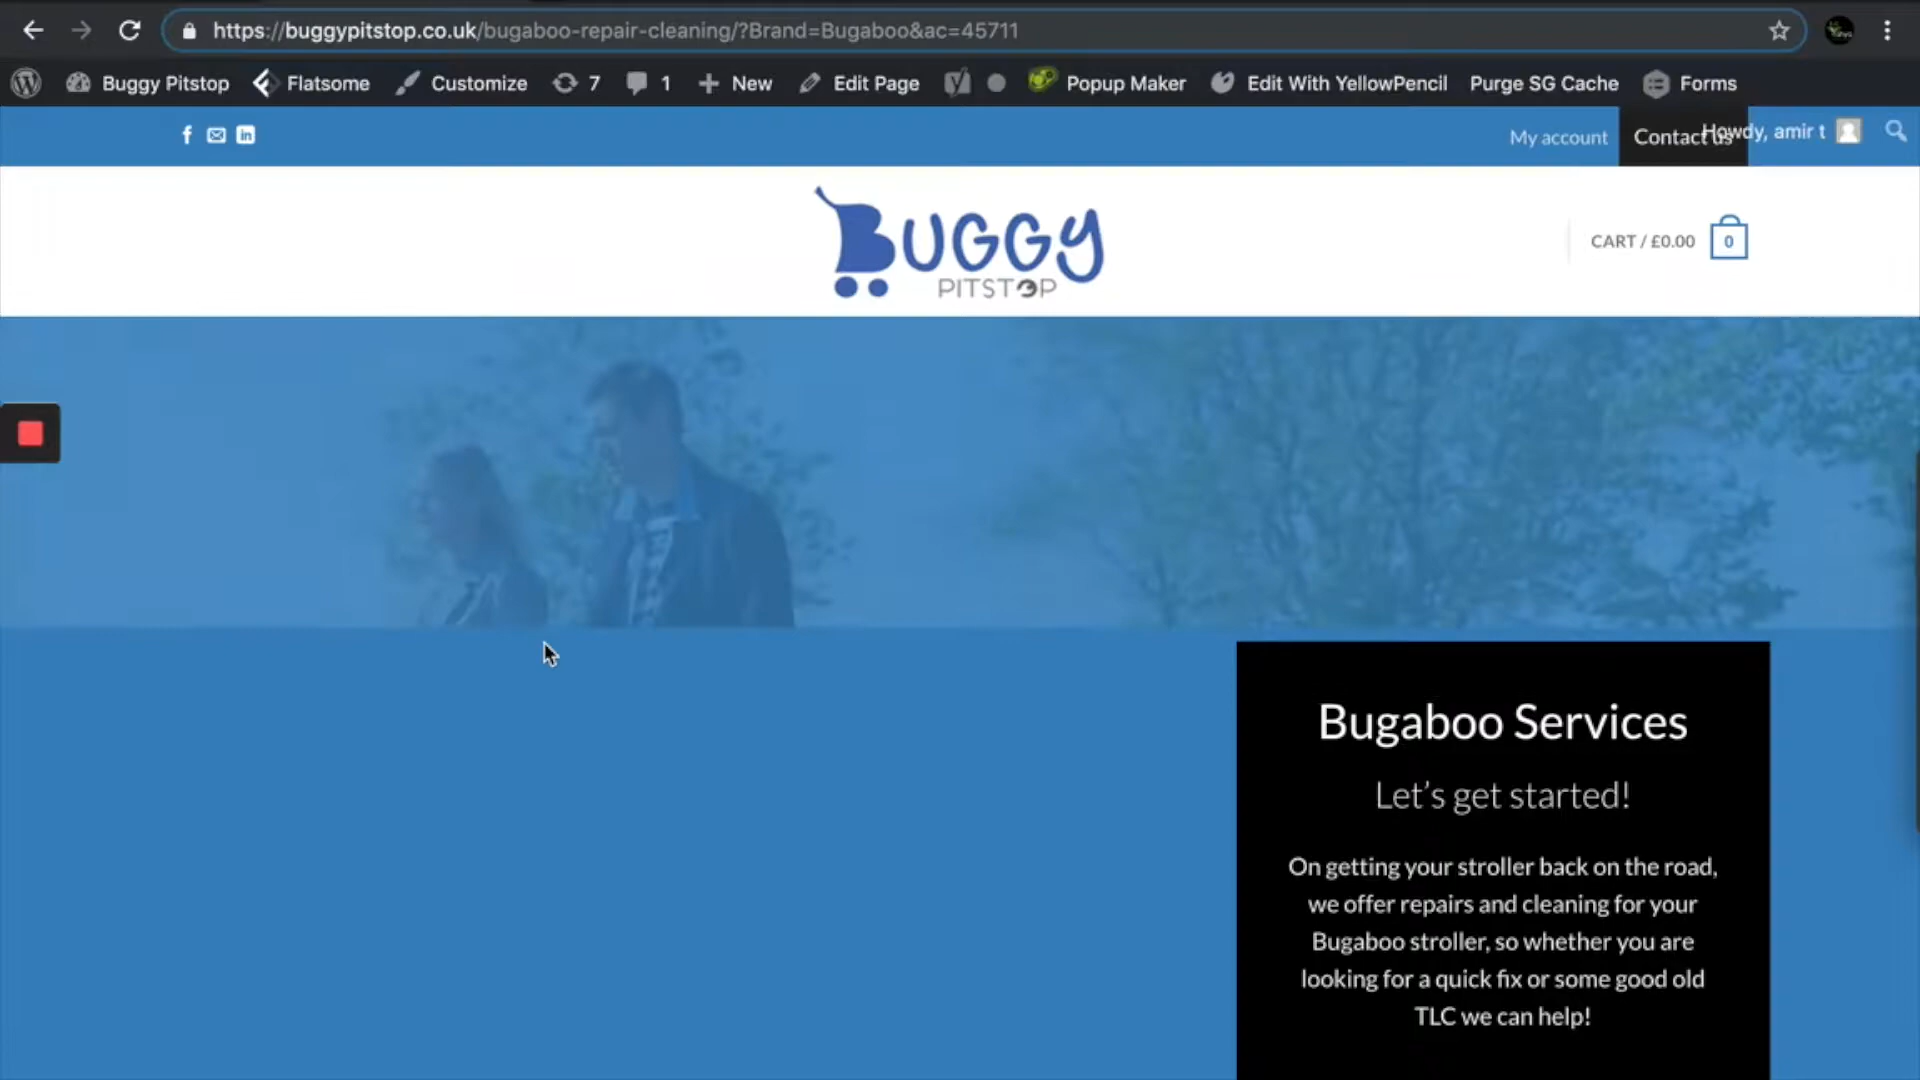 https://buggypitstop.co.uk/bugaboo-repair-cleaning/?Brand=Bugaboo&ac=45711
Buggy Pitstop Flatsome Customize 7 1 New Edit Page Popup Maker Edit With YellowPencil Purge SG Cache Forms
My account Contact us Howdy, amir t
BUGGY
PITSTOP
CART / £0.00 0
Bugaboo Services
Let's get started!
On getting your stroller back on the road,
we offer repairs and cleaning for your
Bugaboo stroller, so whether you are
looking for a quick fix or some good old
TLC we can help!